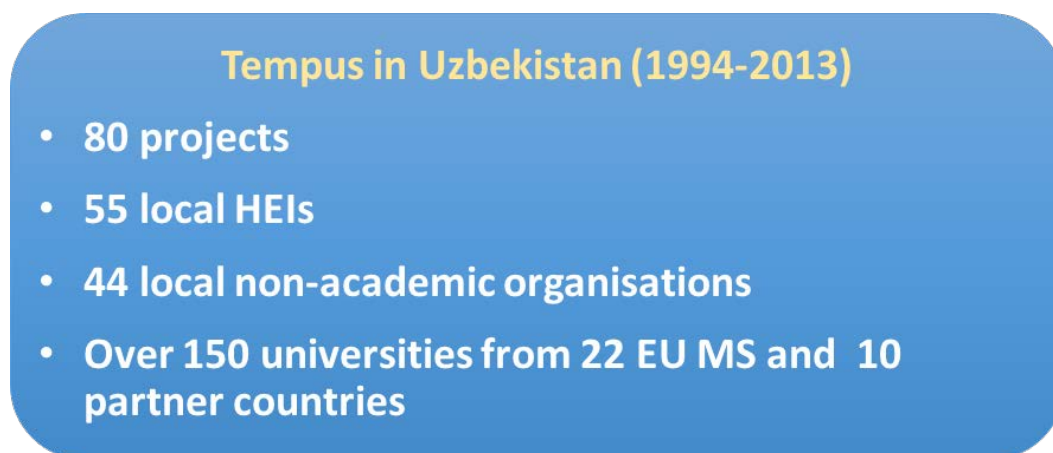 Tempus in Uzbekistan (1994-2013)
• 80 projects
• 55 local HEIs
• 44 local non-academic organisations
• Over 150 universities from 22 EU MS and  10
partner countries